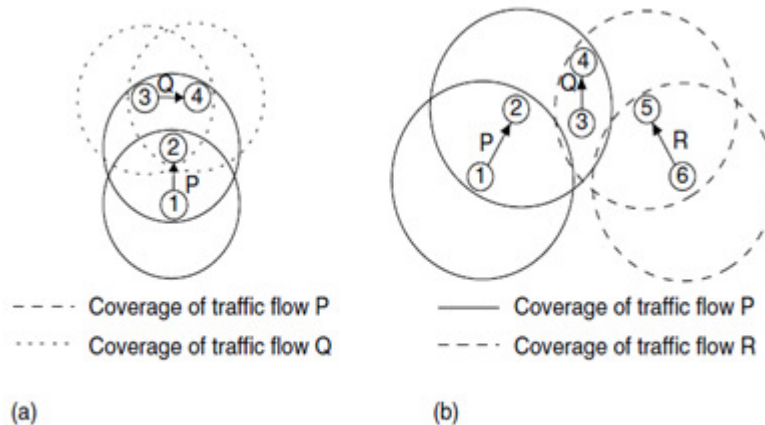 Q
3
4
2
P
1
Coverage of traffic flow P
Coverage of traffic flow Q
(a)
4
Q
2
3
5
P
R
1
6
Coverage of traffic flow P
Coverage of traffic flow R
(b)